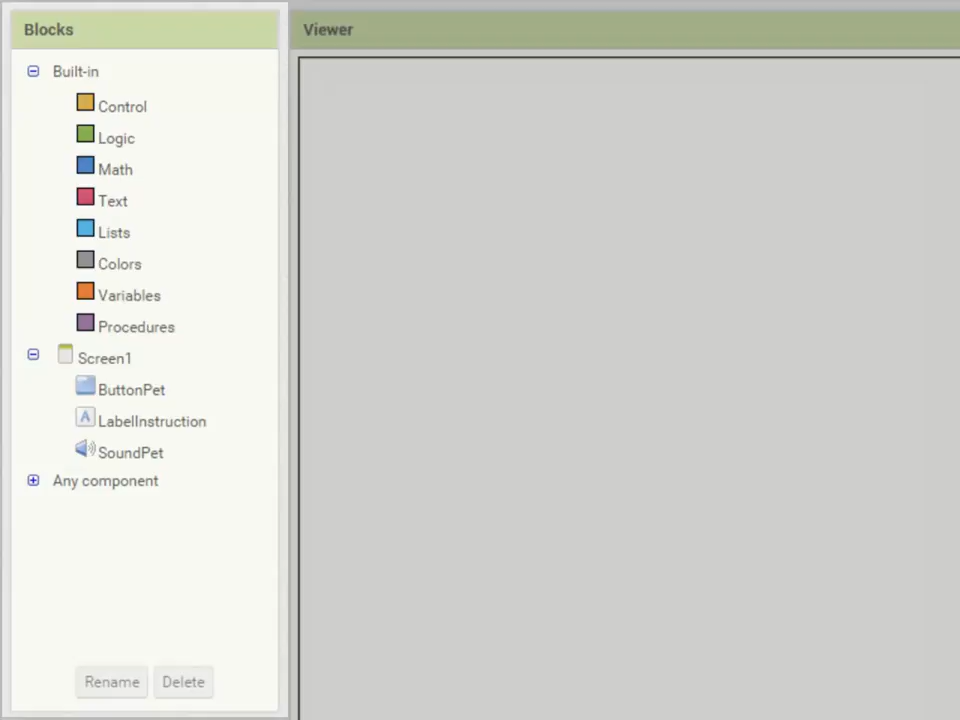 Blocks
Viewer
Built-in
Control
Logic
Math
Text
Lists
Colors
Variables
Procedures
Screen1
ButtonPet
A LabelInstruction
SoundPet
Any component
Rename Delete